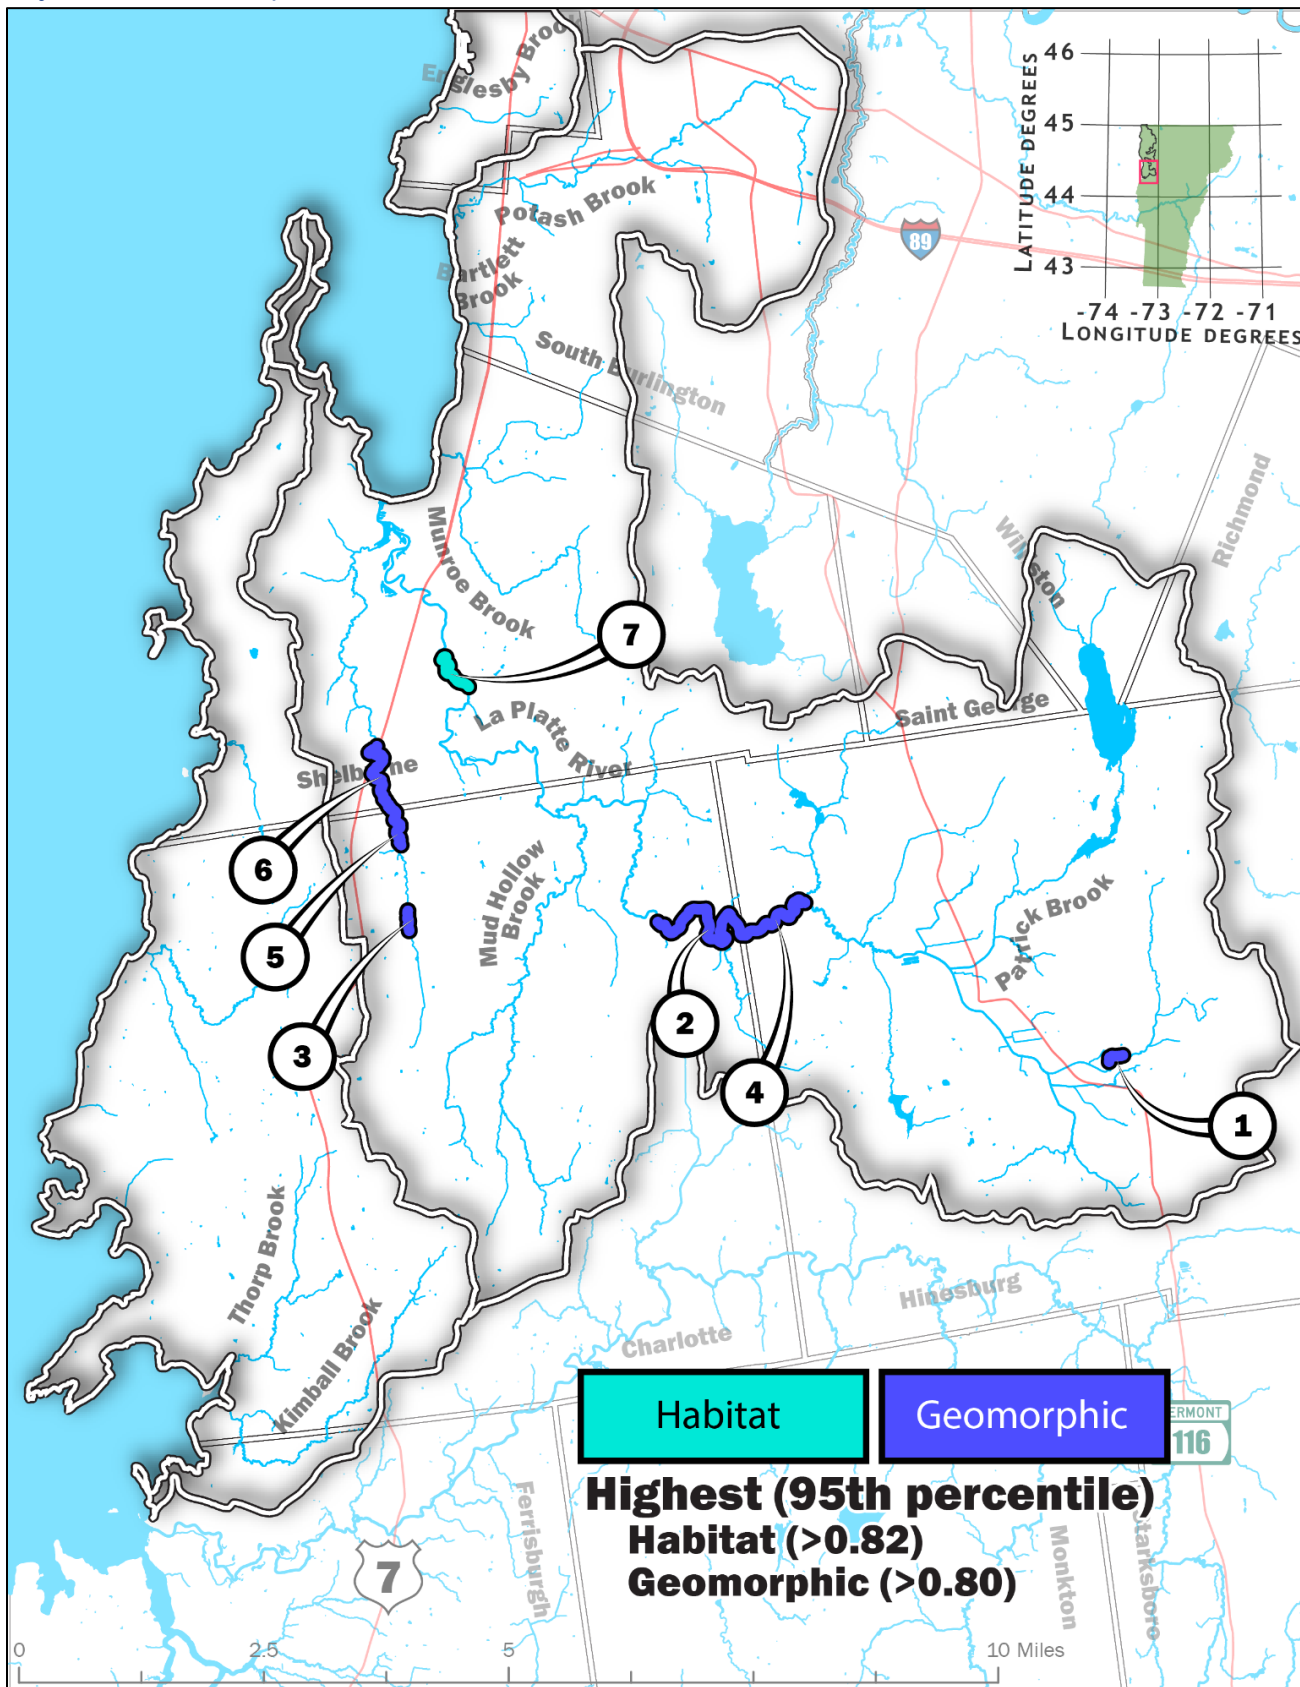 Englesby Brook
46
LATITUDE DEGREES
45
44
43
-74 -73 -72 -71
LONGITUDE DEGREES
89
Potash Brook
Bartlett
Brook
South Burlington
Richmond
Williston
Munroe Brook
7
Saint George
La Platte
River
Shelburne
6
Mud Hollow
Brook
Patrick Brook
5
2
3
4
1
Thorp Brook
Hinesburg
Charlotte
Kimball Brook
Habitat
Geomorphic
ERMONT
116
Highest (95th percentile)
Habitat (>0.82)
Geomorphic (>0.80)
Ferrisburgh
Monkton
Starksboro
7
0 2.5 5 10 Miles